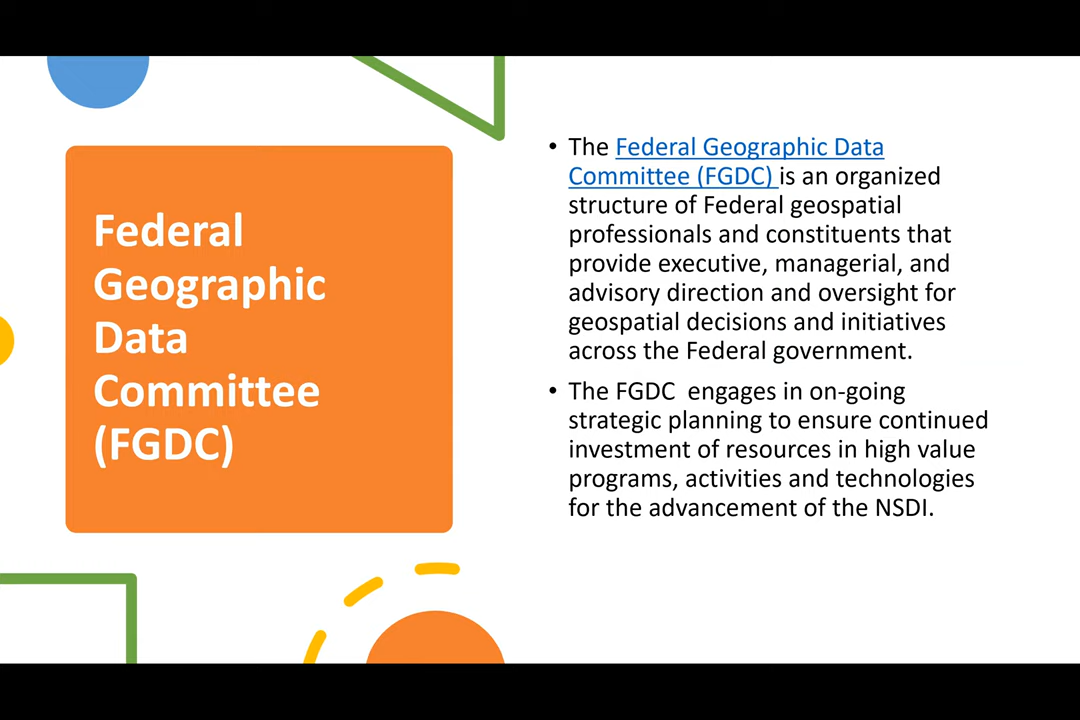 Federal
Geographic
Data
Committee
(FGDC)
• The Federal Geographic Data
Committee (FGDC) is an organized
structure of Federal geospatial
professionals and constituents that
provide executive, managerial, and
advisory direction and oversight for
geospatial decisions and initiatives
across the Federal government.
• The FGDC  engages in on-going
strategic planning to ensure continued
investment of resources in high value
programs, activities and technologies
for the advancement of the NSDI.